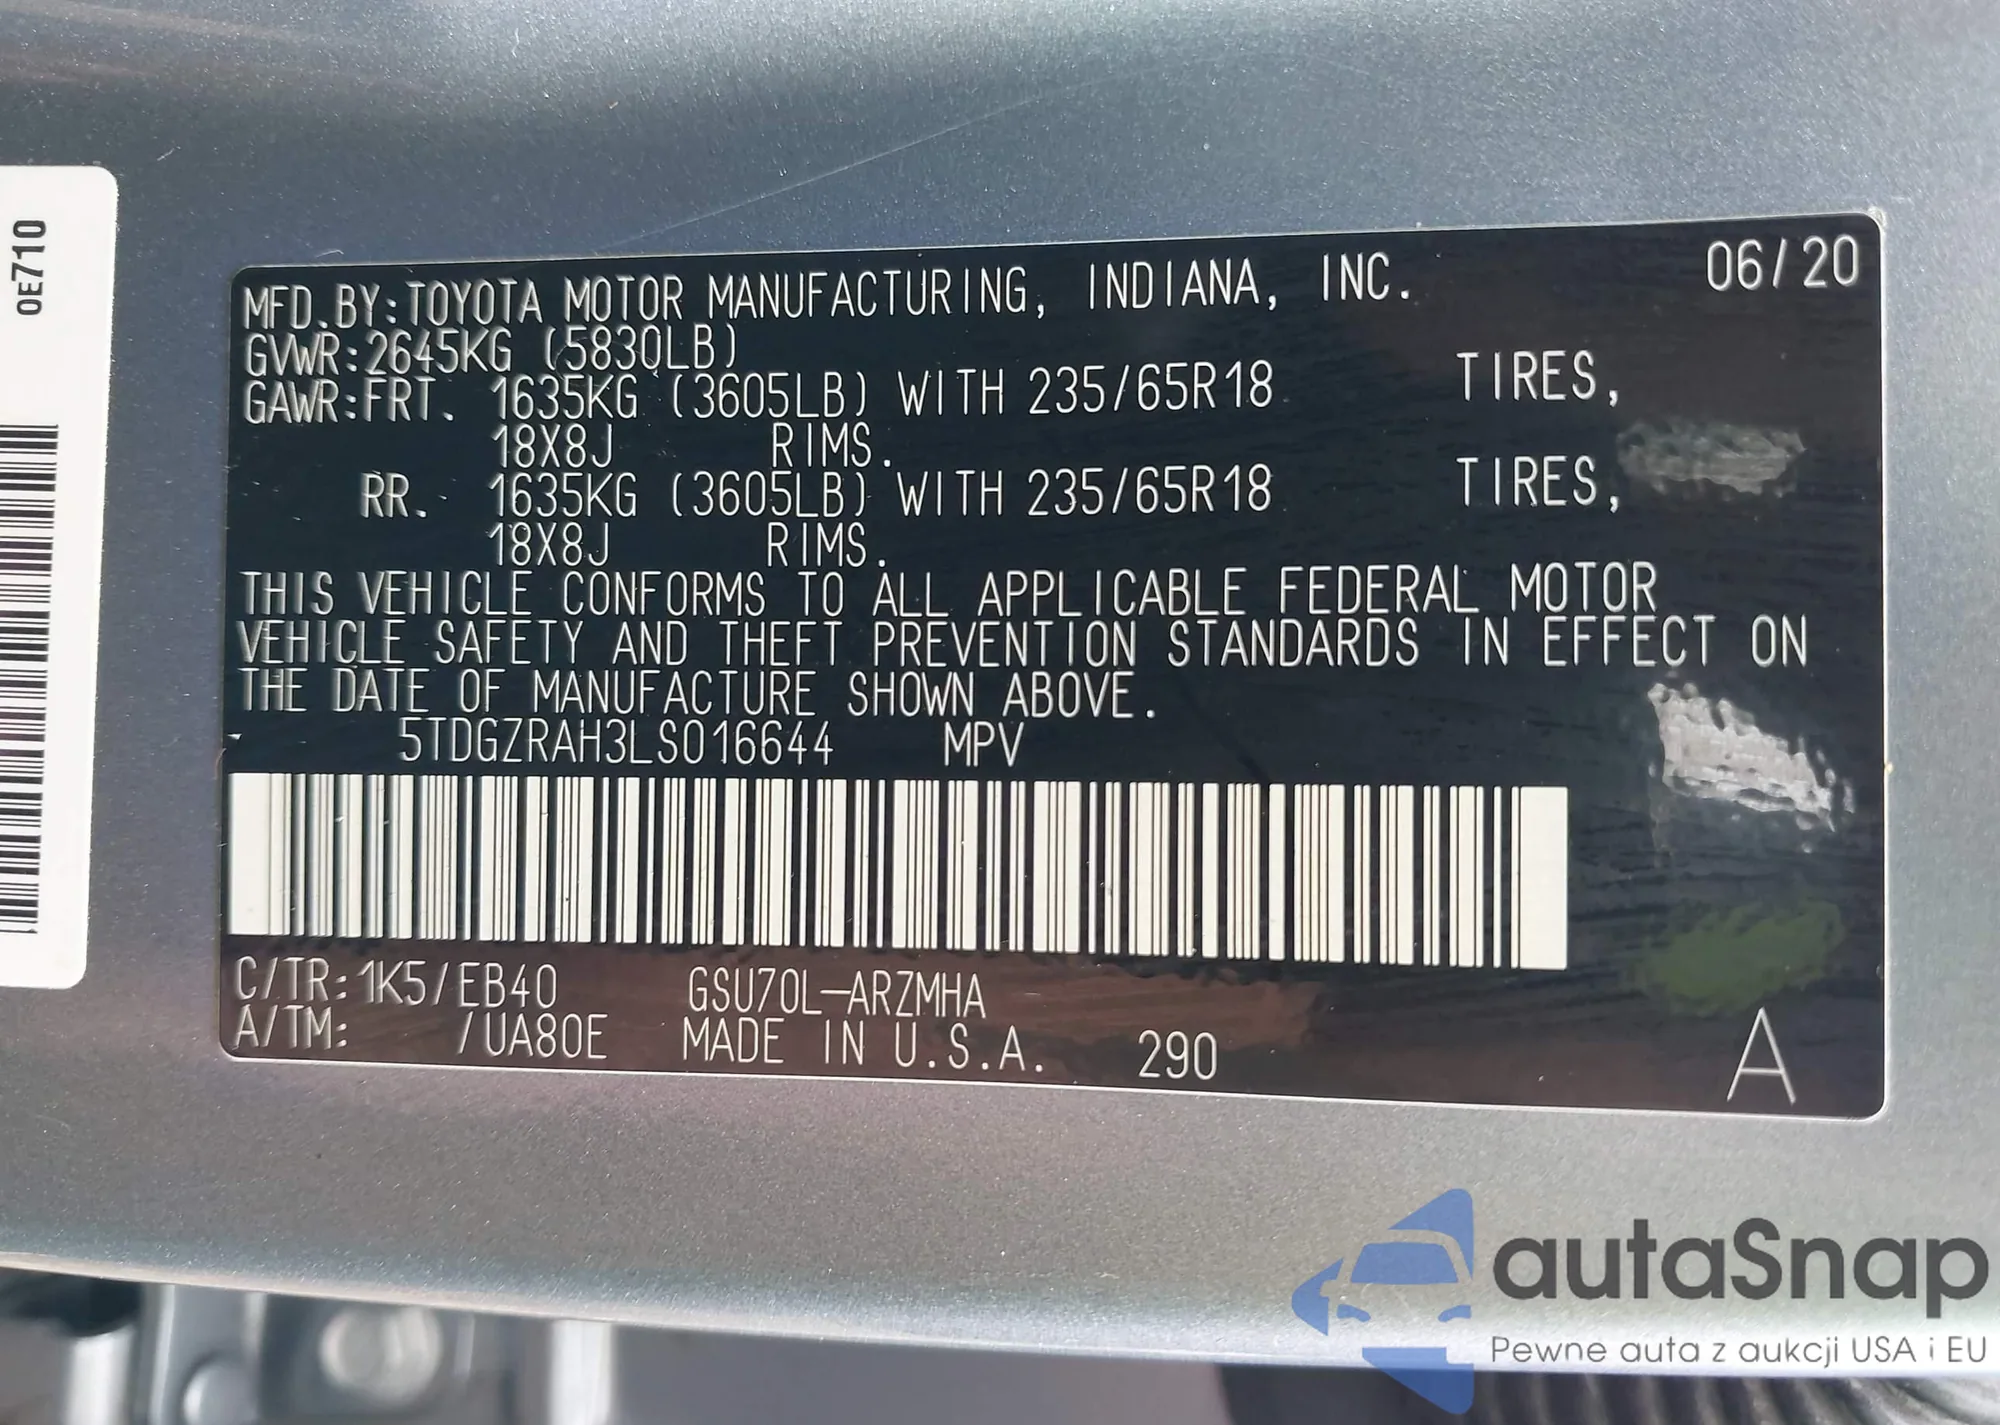 0E710
MFD.BY:TOYOTA MOTOR MANUFACTURING, INDIANA, INC. 06/20
GVWR:2645KG (5830LB)
GAWR:FRT. 1635KG (3605LB) WITH 235/65R18 TIRES,
18X8J RIMS.
RR. 1635KG (3605LB) WITH 235/65R18 TIRES,
18X8J RIMS.
THIS VEHICLE CONFORMS TO ALL APPLICABLE FEDERAL MOTOR
VEHICLE SAFETY AND THEFT PREVENTION STANDARDS IN EFFECT ON
THE DATE OF MANUFACTURE SHOWN ABOVE.
5TDGZRAH3LS016644 MPV
C/TR:1K5/EB40 GSU70L-ARZMHA
A/TM: /UA80E MADE IN U.S.A. 290 A
autaSnap
Pewne auta z aukcji USA i EU